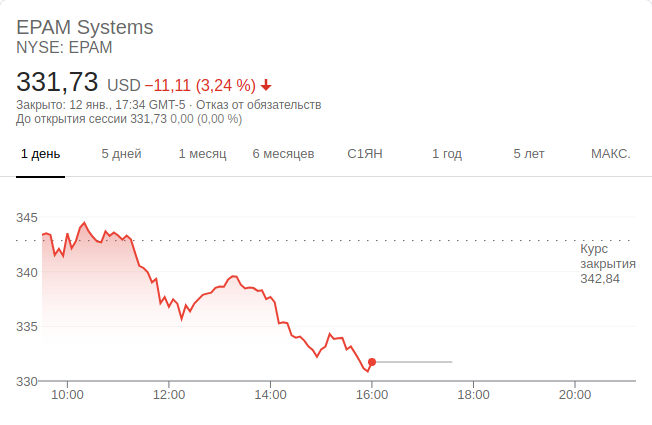 EPAM Systems
NYSE: EPAM
331,73 USD −11,11 (3,24 %)
Закрыто: 12 янв., 17:34 GMT-5 · Отказ от обязательств
До открытия сессии 331,73 0,00 (0,00 %)
1 день 5 дней 1 месяц 6 месяцев С1ЯН 1 год 5 лет МАКС.
345
Курс
закрытия
342,84
340
335
330
10:00 12:00 14:00 16:00 18:00 20:00